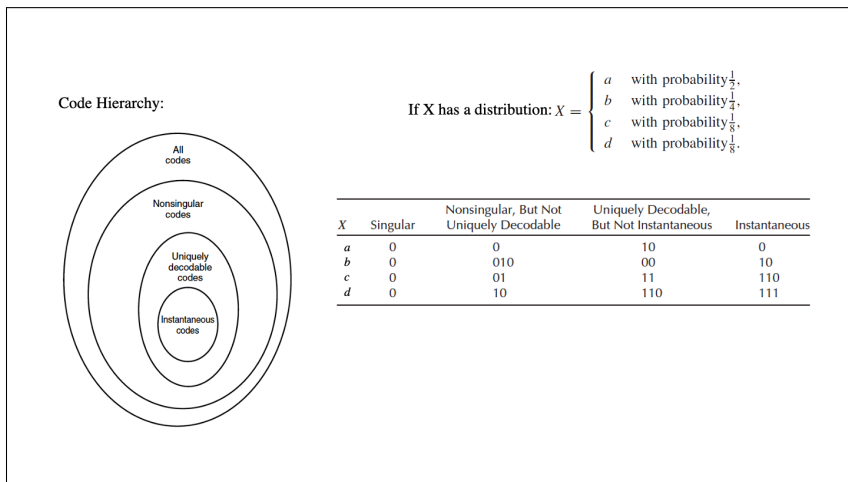 Code Hierarchy:
If X has a distribution: X =
a with probability 1/2,
b with probability 1/4,
c with probability 1/8,
d with probability 1/8.
All
codes
Nonsingular
codes
Uniquely
decodable
codes
Instantaneous
codes
Nonsingular, But Not Uniquely Decodable,
X Singular Uniquely Decodable But Not Instantaneous Instantaneous
a 0 0 10 0
b 0 010 00 10
c 0 01 11 110
d 0 10 110 111